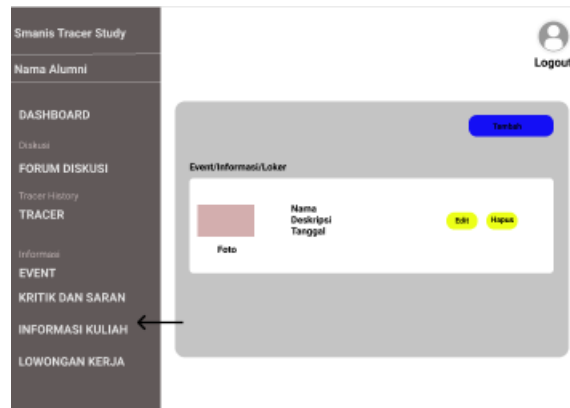 Smanis Tracer Study
Nama Alumni
DASHBOARD
Diskusi
FORUM DISKUSI
Tracer History
TRACER
Informasi
EVENT
KRITIK DAN SARAN
INFORMASI KULIAH
LOWONGAN KERJA
Logout
Tambah
Event/Informasi/Loker
Foto
Nama
Deskripsi
Tanggal
Edit
Hapus